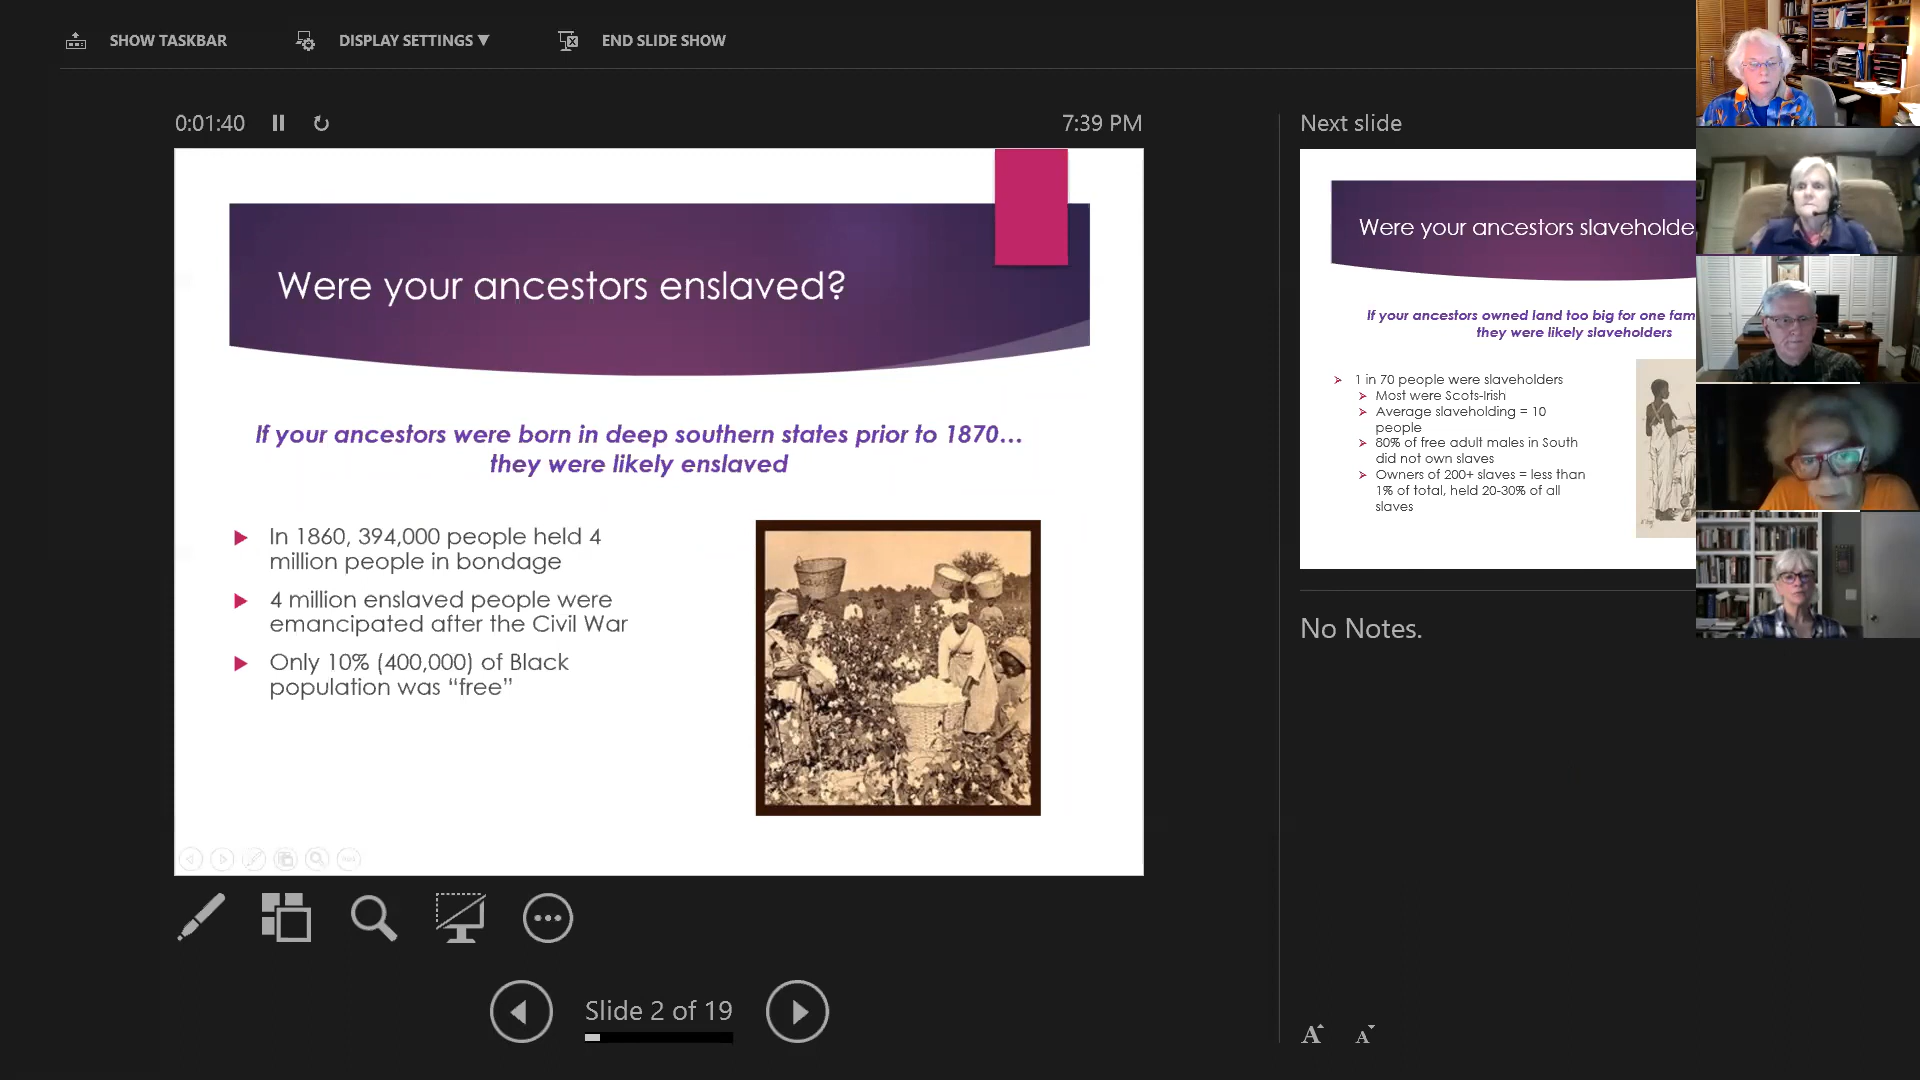 SHOW TASKBAR
DISPLAY SETTINGS ▼
END SLIDE SHOW
0:01:40
7:39 PM
Were your ancestors enslaved?
If your ancestors were born in deep southern states prior to 1870...
they were likely enslaved
In 1860, 394,000 people held 4
million people in bondage
4 million enslaved people were
emancipated after the Civil War
Only 10% (400,000) of Black
population was “free”
Slide 2 of 19
Next slide
Were your ancestors slaveholde
If your ancestors owned land too big for one fam
they were likely slaveholders
1 in 70 people were slaveholders
Most were Scots-Irish
Average slaveholding = 10
people
80% of free adult males in South
did not own slaves
Owners of 200+ slaves = less than
1% of total, held 20-30% of all
slaves
No Notes.
A
A